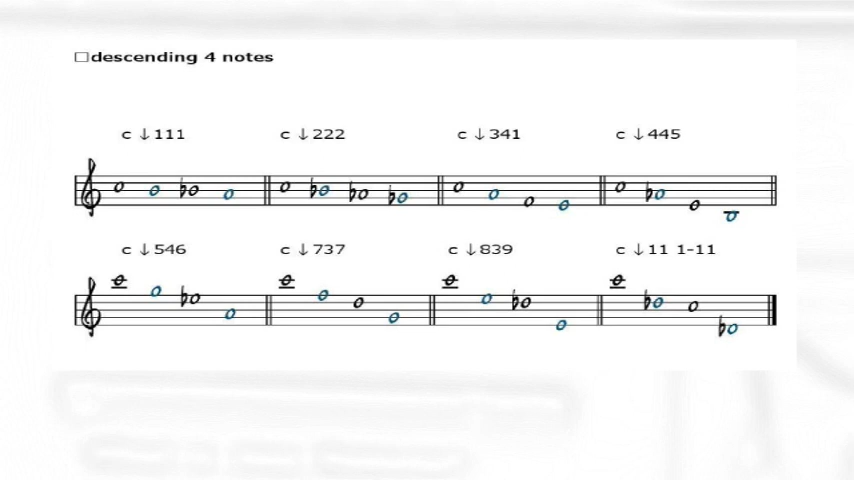 □descending 4 notes
c ↓111 c ↓222 c ↓341 c ↓445
c ↓546 c ↓737 c ↓839 c ↓11 1-11